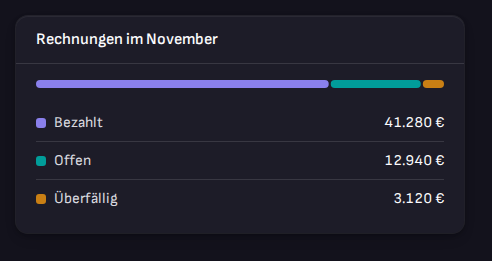 Rechnungen im November
Bezahlt 41.280 €
Offen 12.940 €
Überfällig 3.120 €